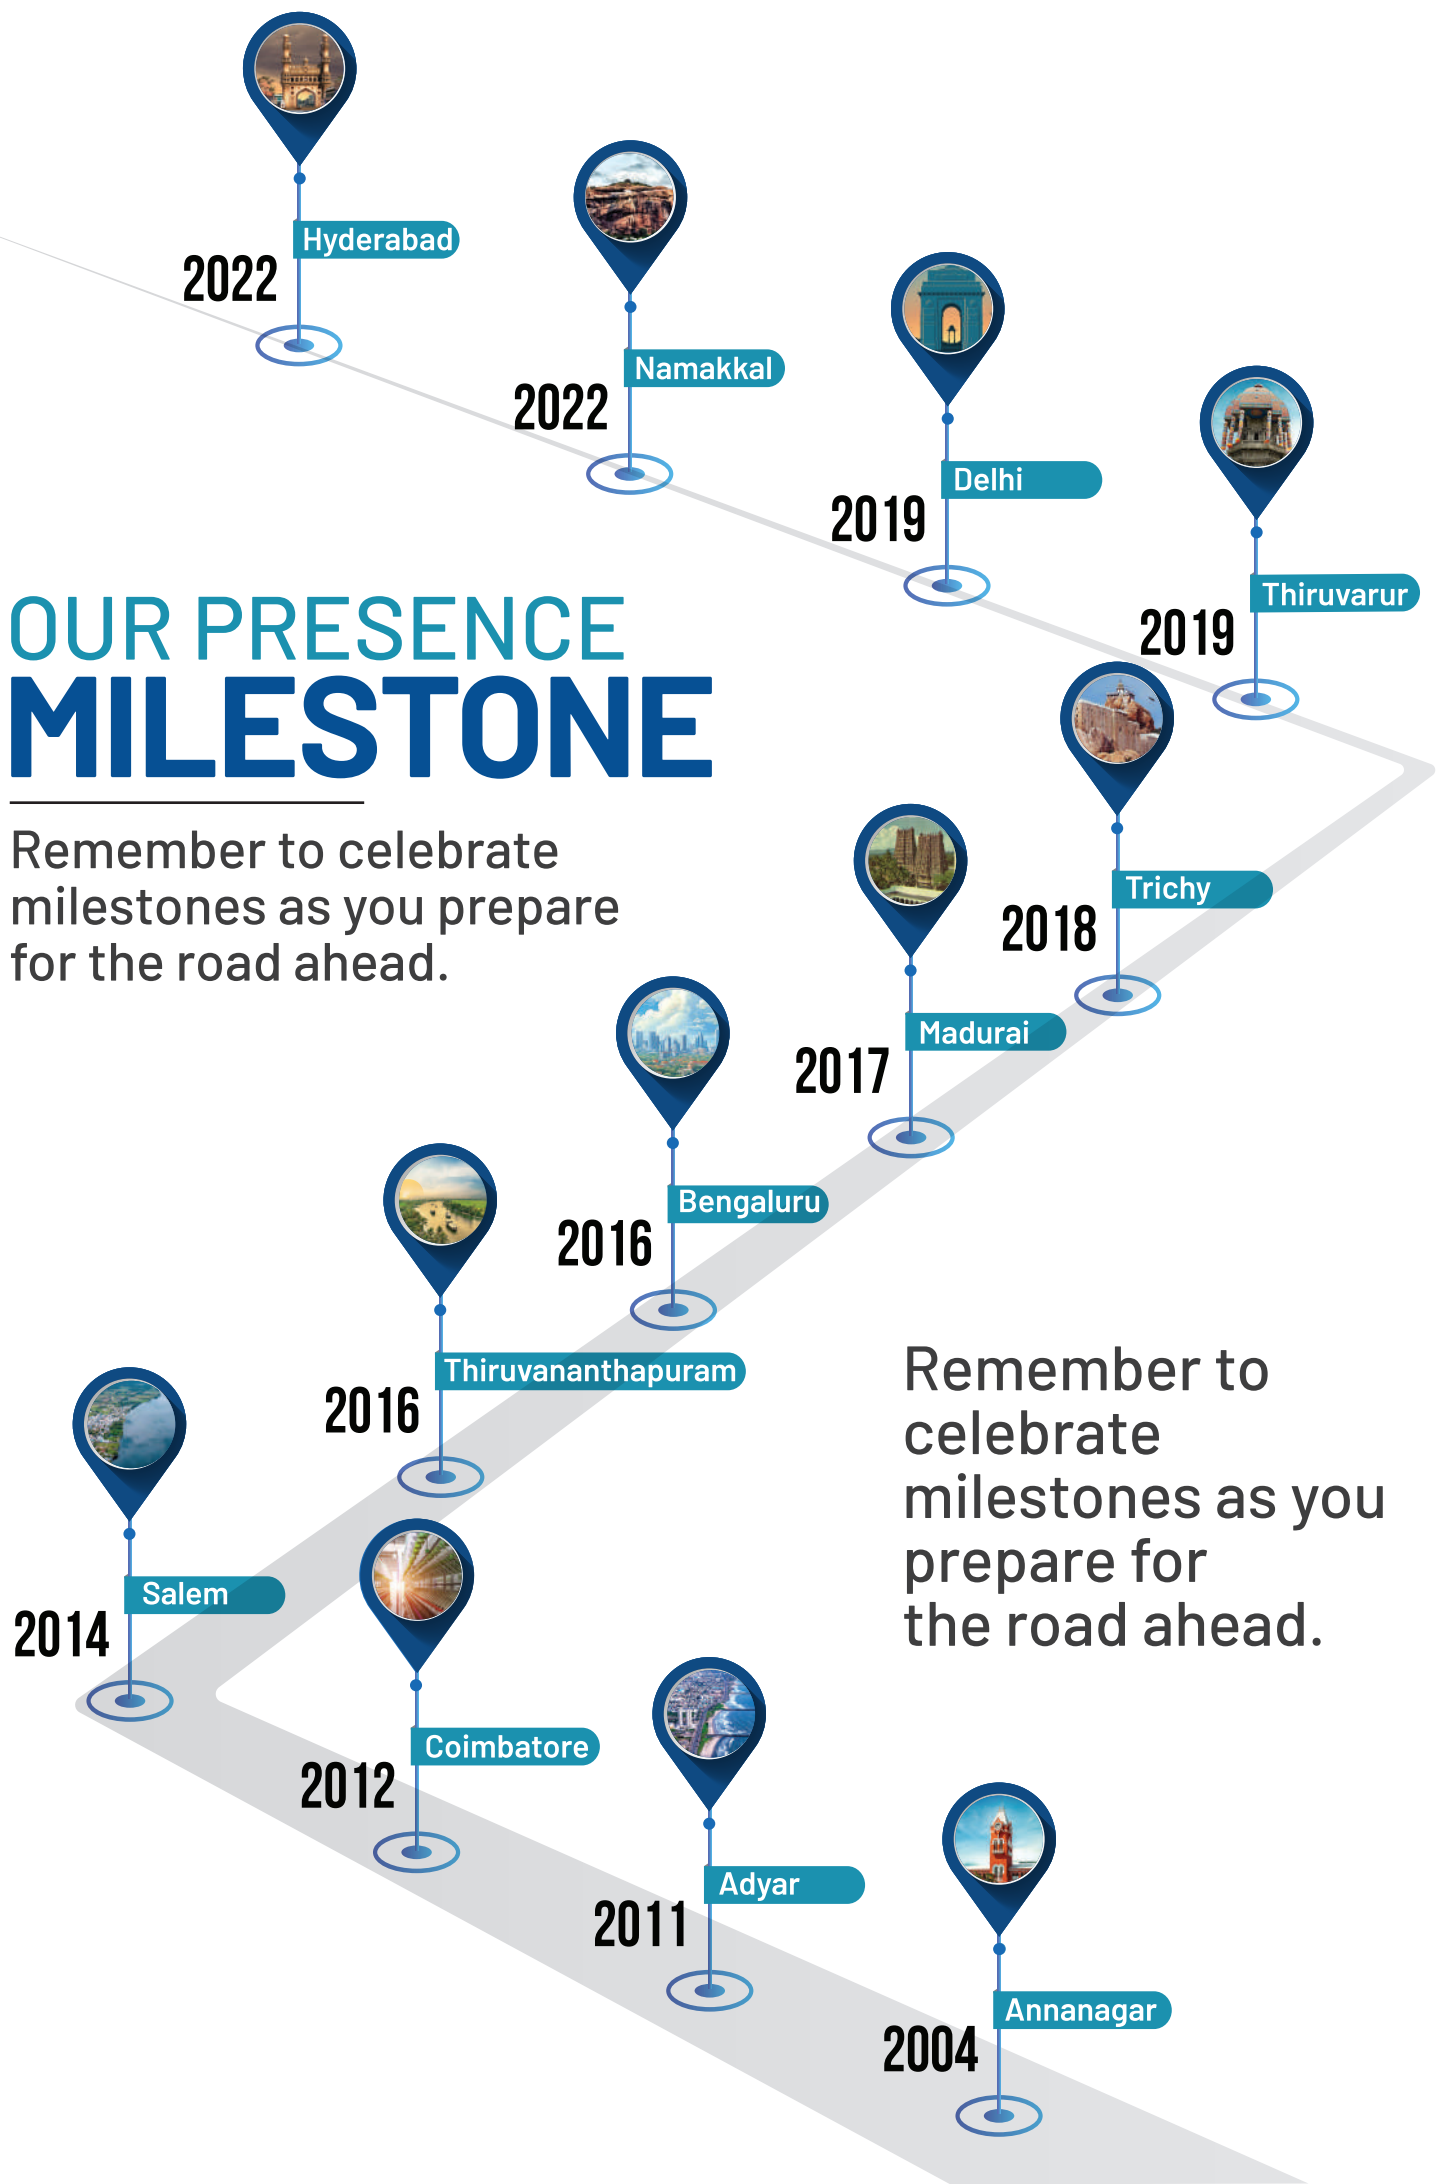 Hyderabad
2022
Namakkal
2022
Delhi
2019
Thiruvarur
2019
OUR PRESENCE
MILESTONE
Remember to celebrate
milestones as you prepare
for the road ahead.
Trichy
2018
Madurai
2017
Bengaluru
2016
Thiruvananthapuram
2016
Remember to
celebrate
milestones as you
prepare for
the road ahead.
Salem
2014
Coimbatore
2012
Adyar
2011
Annanagar
2004